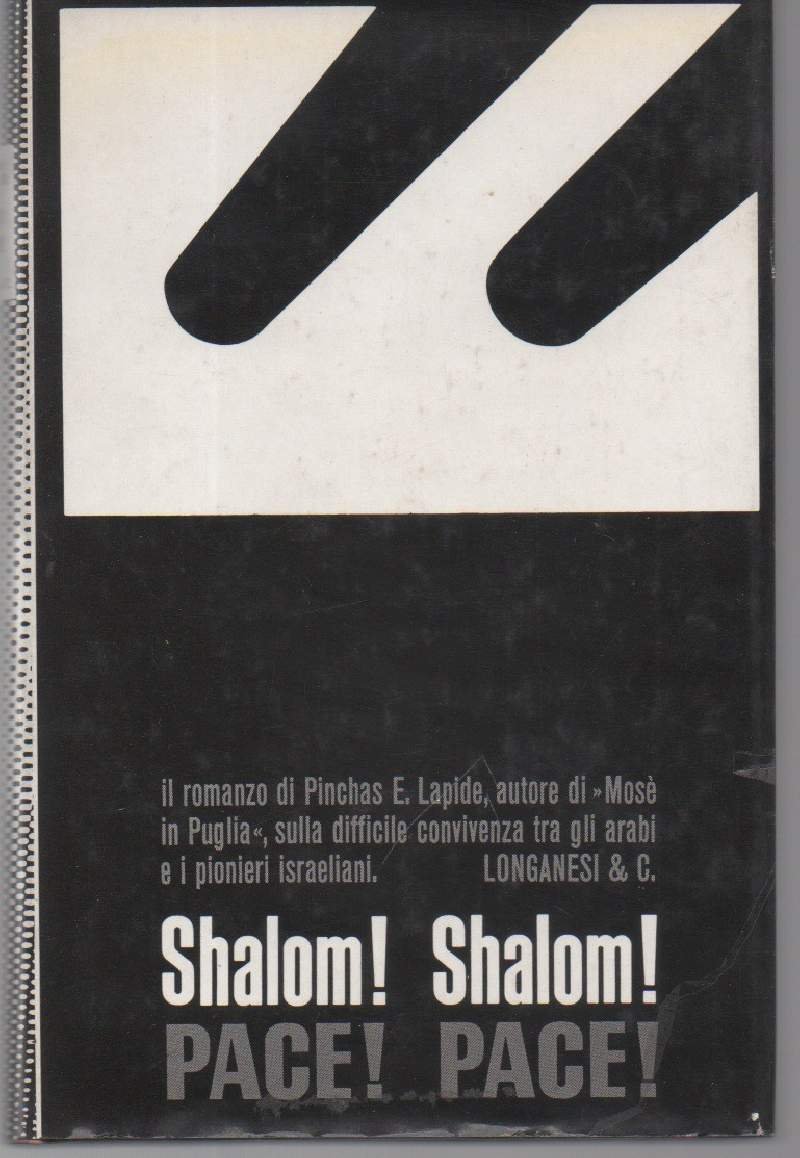 il romanzo di Pinchas E. Lapide, autore di »Mosè
in Puglia«, sulla difficile convivenza tra gli arabi
e i pionieri israeliani. LONGANESI & C.
Shalom! Shalom!
PACE! PACE!